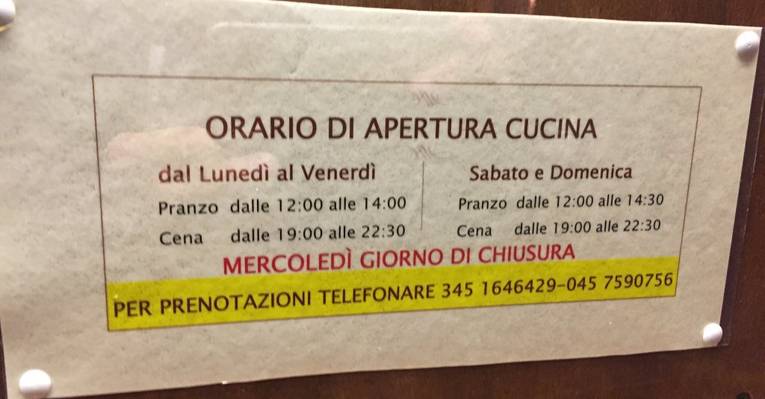 ORARIO DI APERTURA CUCINA
dal Lunedì al Venerdì
Pranzo dalle 12:00 alle 14:00
Cena dalle 19:00 alle 22:30
Sabato e Domenica
Pranzo dalle 12:00 alle 14:30
Cena dalle 19:00 alle 22:30
MERCOLEDÌ GIORNO DI CHIUSURA
PER PRENOTAZIONI TELEFONARE 345 1646429-045 7590756